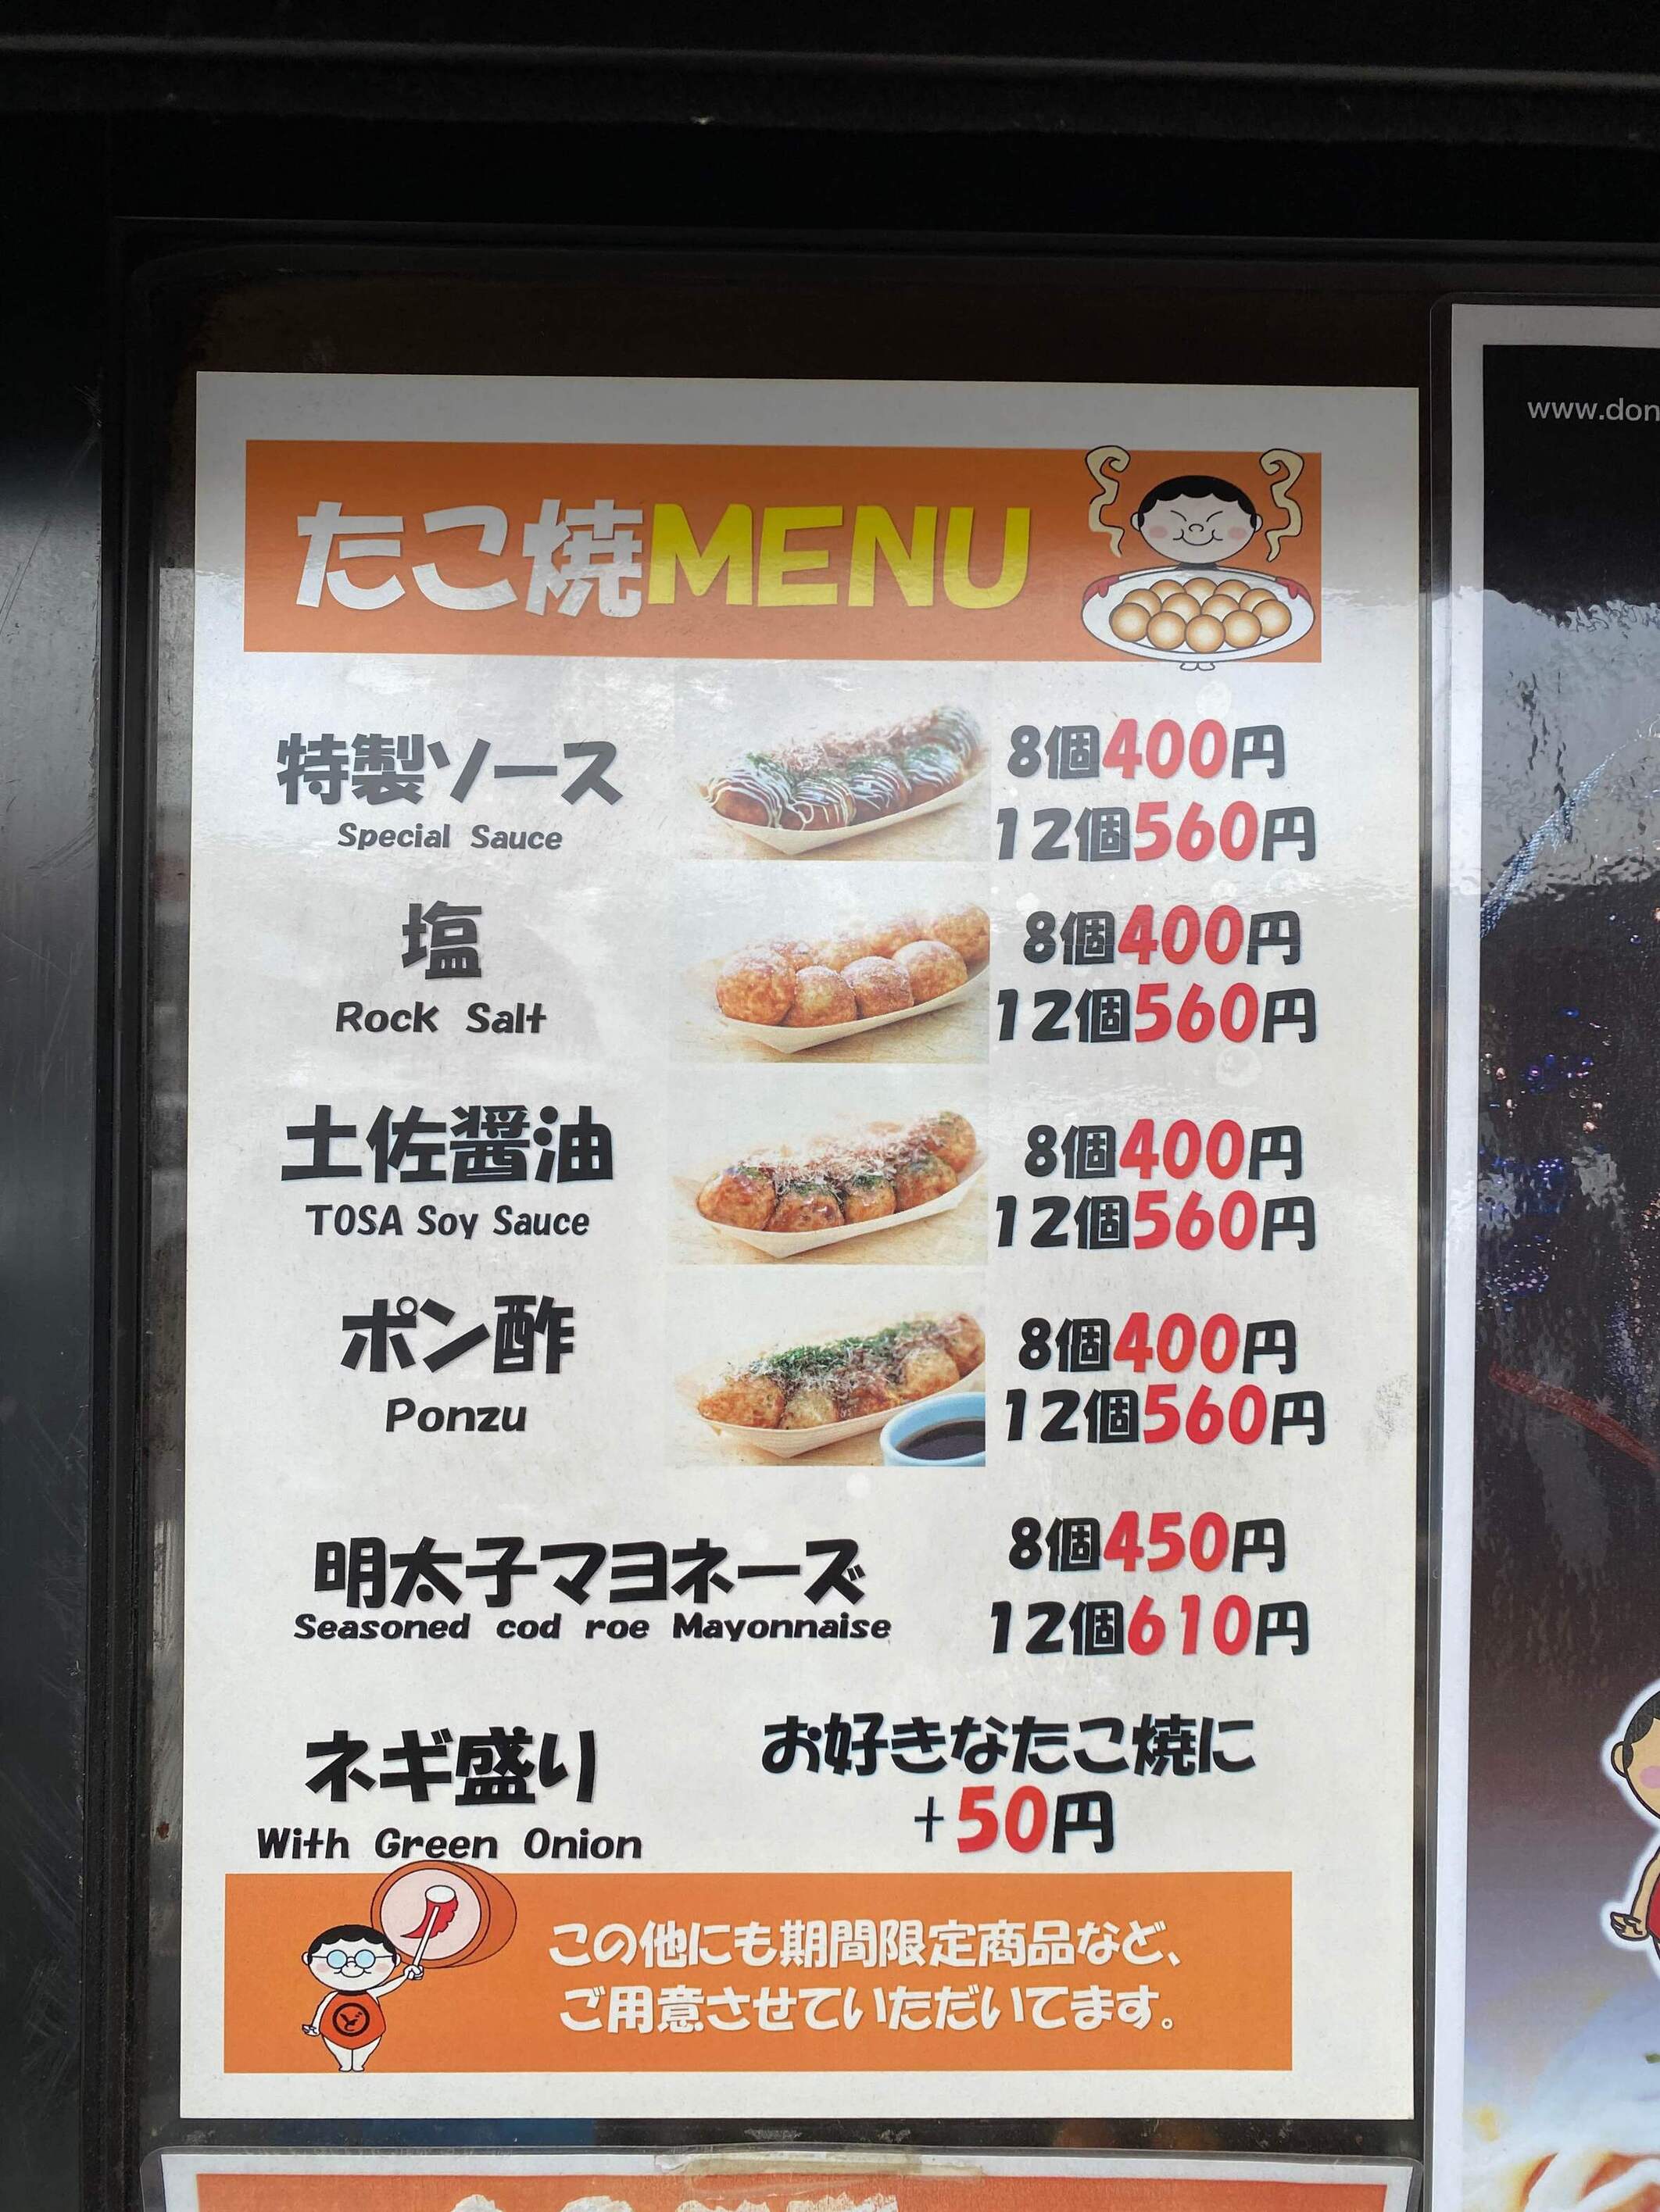 たこ焼MENU
特製ソース
Special Sauce
8個400円
12個560円
塩
Rock Salt
8個400円
12個560円
土佐醤油
TOSA Soy Sauce
8個400円
12個560円
ポン酢
Ponzu
8個400円
12個560円
明太子マヨネーズ
Seasoned cod roe Mayonnaise
8個450円
12個610円
ネギ盛り
With Green Onion
お好きなたこ焼に
+50円
ど
この他にも期間限定商品など、
ご用意させていただいてます。
www.don